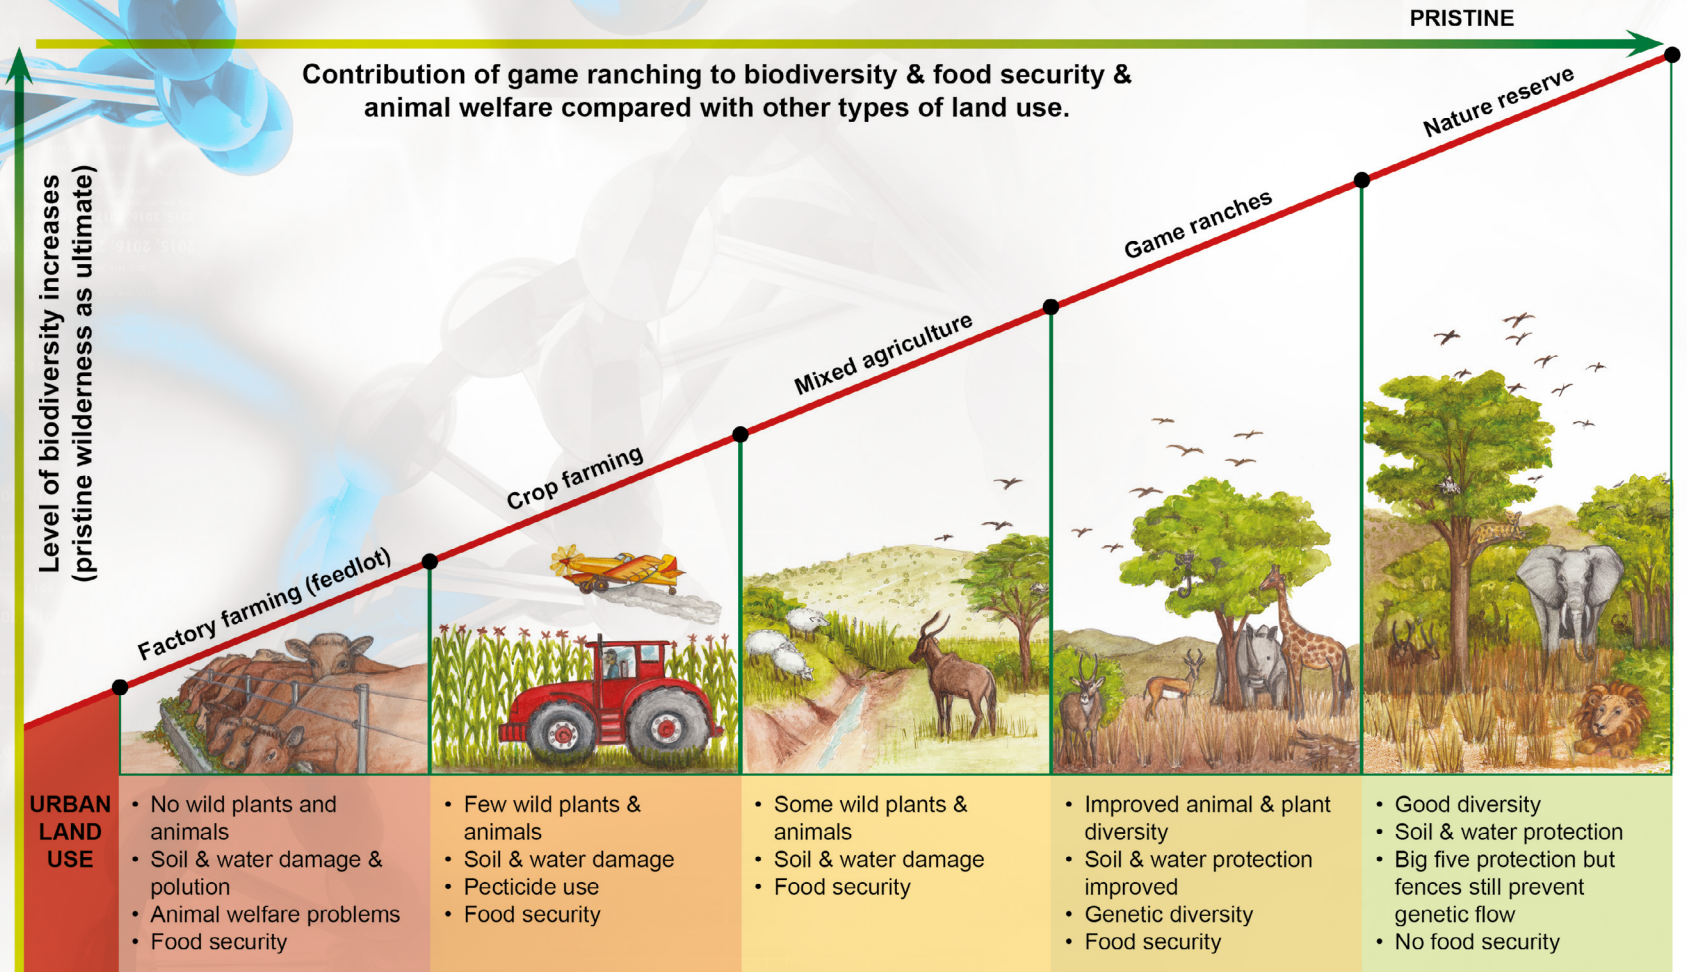 PRISTINE
Contribution of game ranching to biodiversity & food security &
animal welfare compared with other types of land use.
Level of biodiversity increases
(pristine wilderness as ultimate)
Factory farming (feedlot)
Crop farming
Mixed agriculture
Game ranches
Nature reserve
URBAN
LAND
USE
• No wild plants and
animals
• Soil & water damage &
polution
• Animal welfare problems
• Food security
• Few wild plants &
animals
• Soil & water damage
• Pecticide use
• Food security
• Some wild plants &
animals
• Soil & water damage
• Food security
• Improved animal & plant
diversity
• Soil & water protection
improved
• Genetic diversity
• Food security
• Good diversity
• Soil & water protection
• Big five protection but
fences still prevent
genetic flow
• No food security